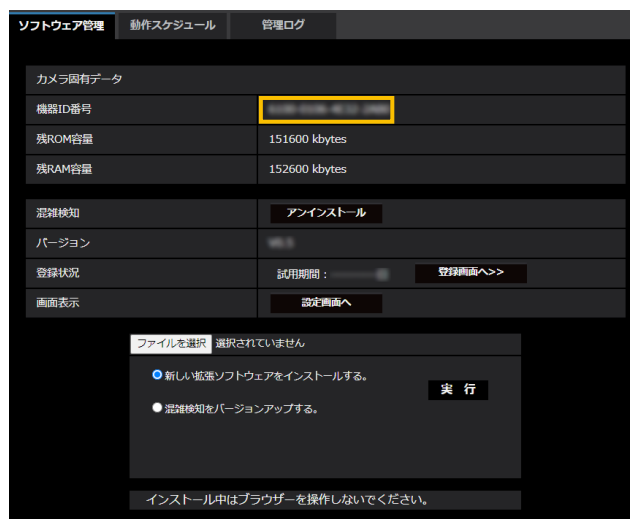 ソフトウェア管理 動作スケジュール 管理ログ
カメラ固有データ
機器ID番号
残ROM容量 151600 kbytes
残RAM容量 152600 kbytes
混雑検知 アンインストール
バージョン
登録状況 試用期間： 登録画面へ>>
画面表示 設定画面へ
ファイルを選択 選択されていません
新しい拡張ソフトウェアをインストールする。
実 行
混雑検知をバージョンアップする。
インストール中はブラウザーを操作しないでください。